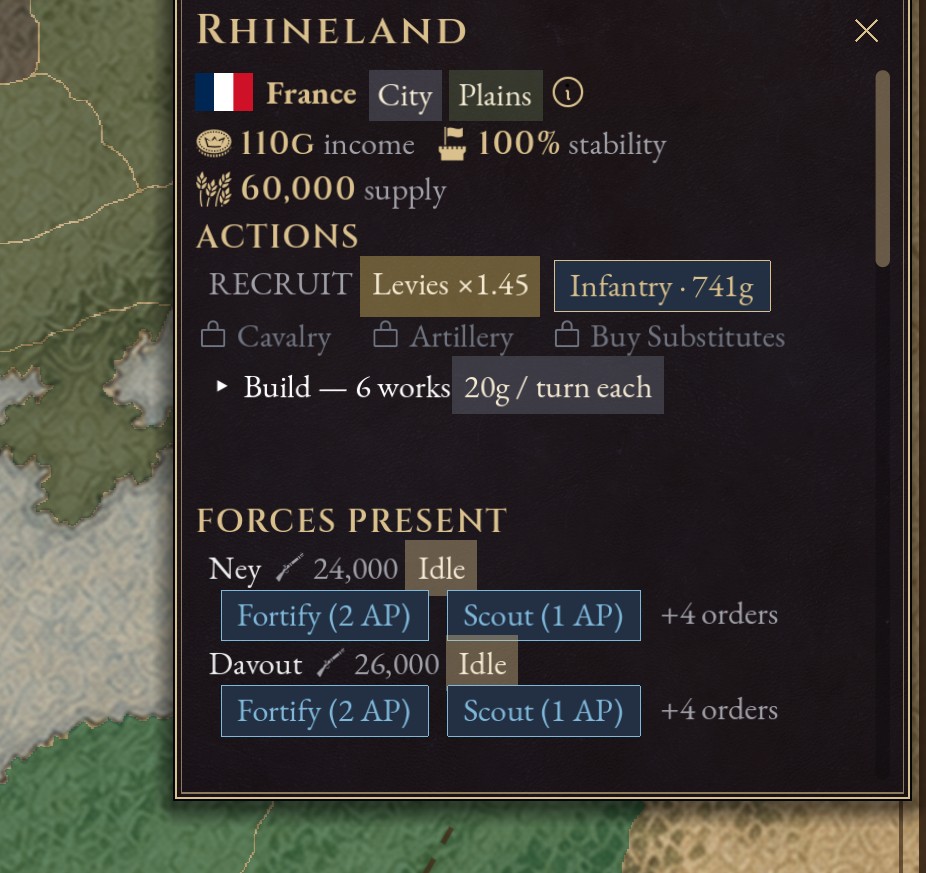 RHINELAND
France City Plains i
110G income 100% stability
60,000 supply
ACTIONS
RECRUIT Levies ×1.45 Infantry · 741g
Cavalry Artillery Buy Substitutes
Build — 6 works 20g / turn each
FORCES PRESENT
Ney 24,000 Idle
Fortify (2 AP) Scout (1 AP) +4 orders
Davout 26,000 Idle
Fortify (2 AP) Scout (1 AP) +4 orders